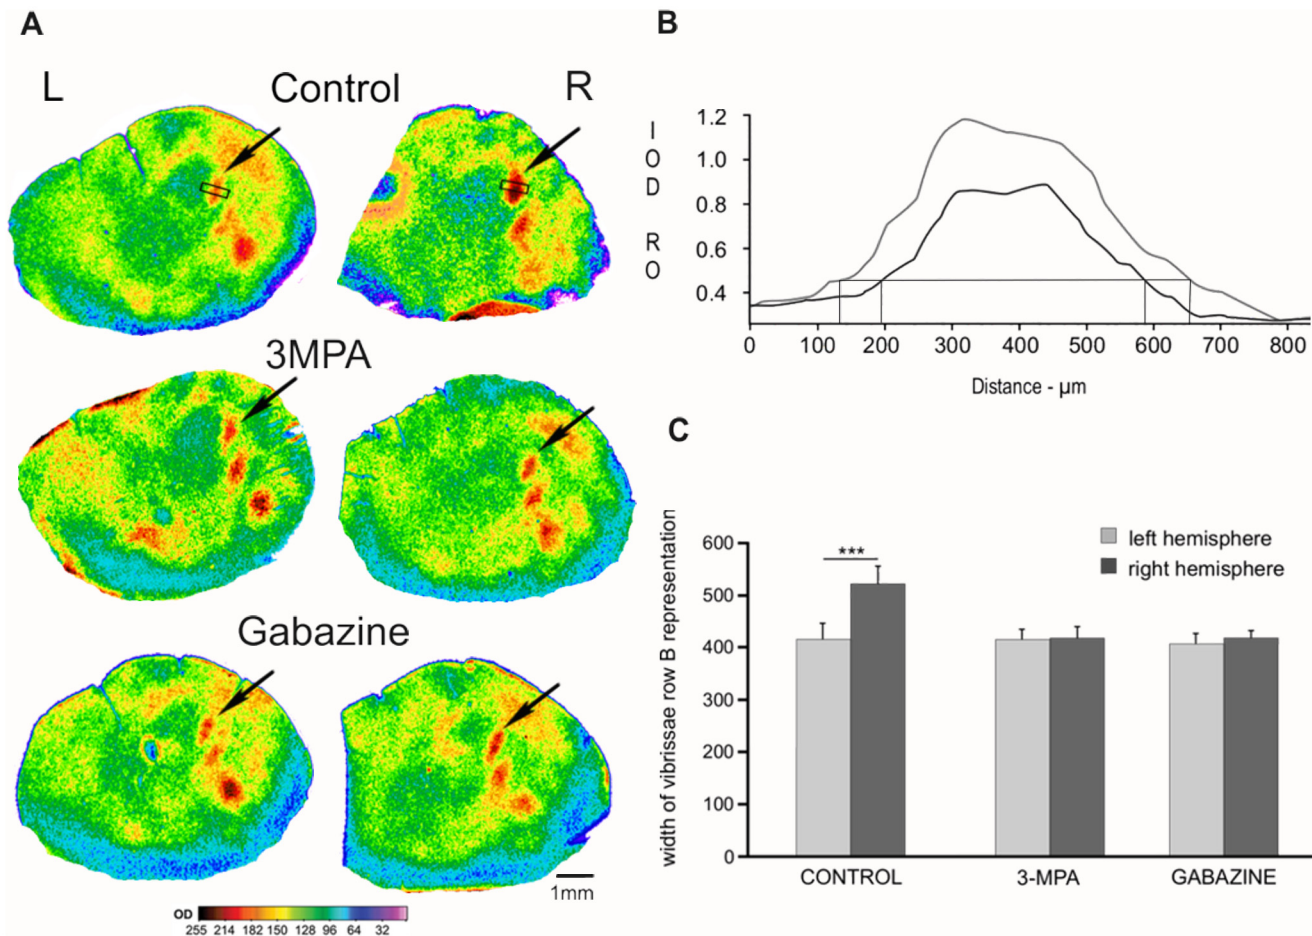 A
L
Control
R
3MPA
Gabazine
1mm
OD
255 214 182 150 128 96 64 32
B
I
O
D
R
O
1.2
1.0
0.8
0.6
0.4
0 100 200 300 400 500 600 700 800
Distance - µm
C
width of vibrissae row B representation
left hemisphere
right hemisphere
***
600
500
400
300
200
100
0
CONTROL 3-MPA GABAZINE